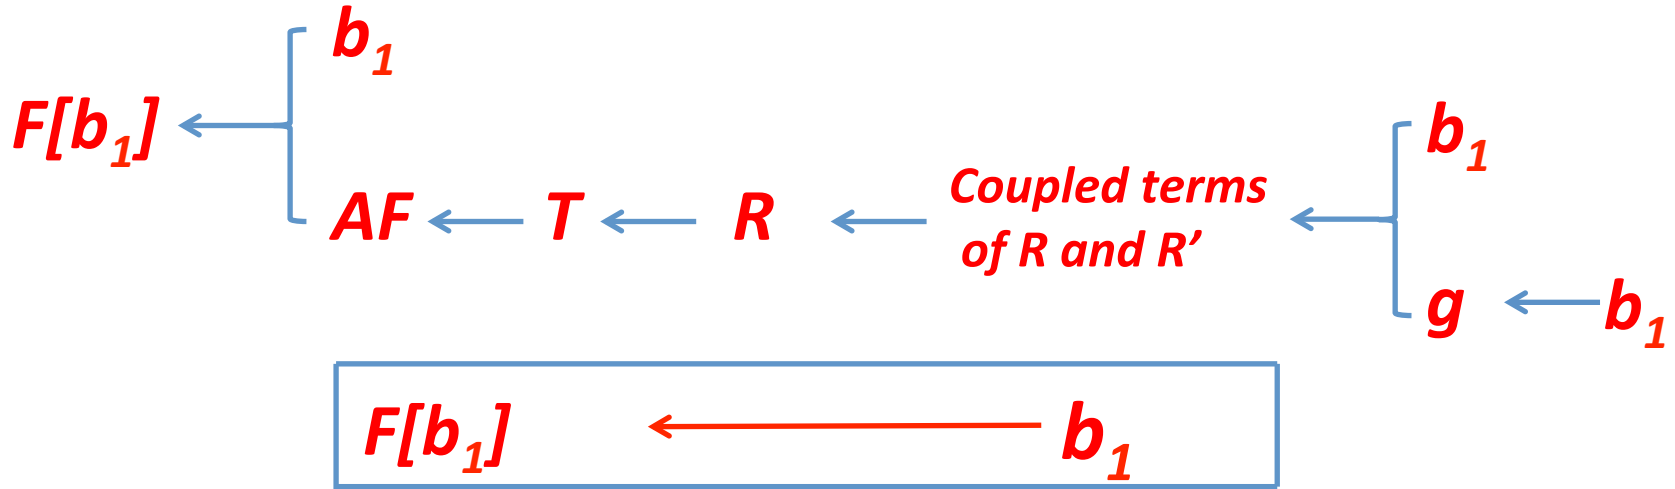 b₁
F[b₁]
b₁
AF T R Coupled terms
of R and R’
g b₁
F[b₁] b₁